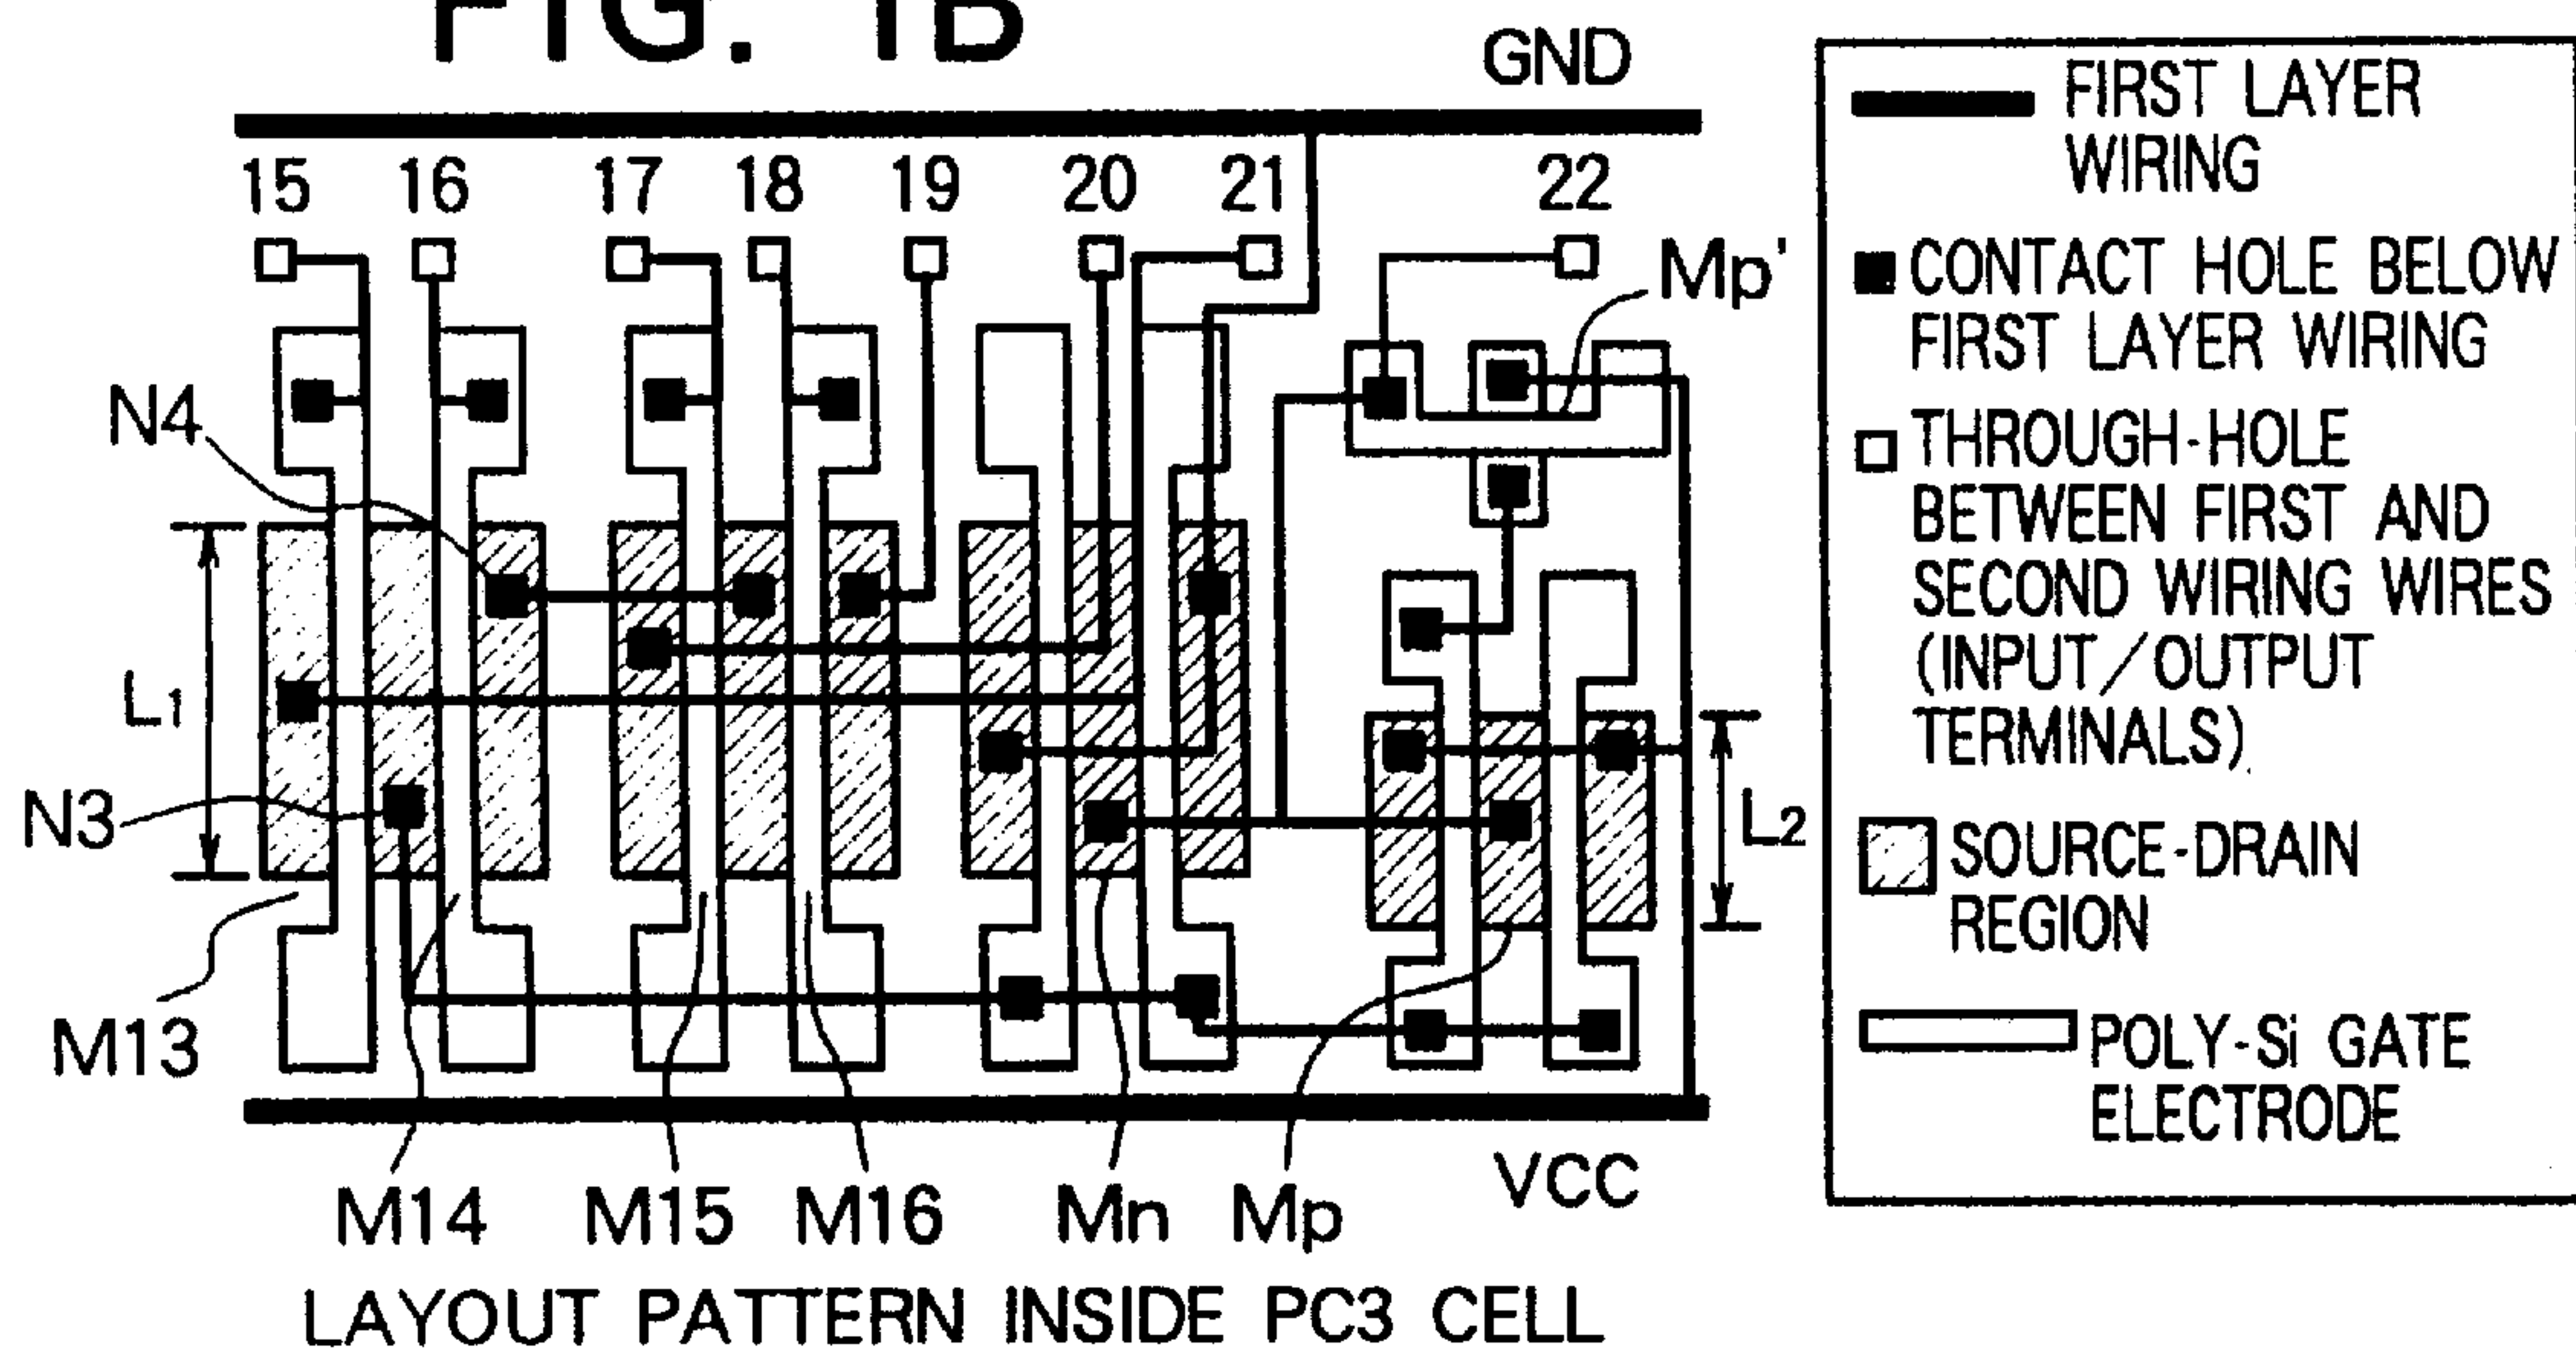 FIG. 1B
GND
15 16 17 18 19 20 21 22
Mp'
N4
L1
N3
L2
M13
VCC
M14 M15 M16 Mn Mp
LAYOUT PATTERN INSIDE PC3 CELL
FIRST LAYER
WIRING
CONTACT HOLE BELOW
FIRST LAYER WIRING
THROUGH-HOLE
BETWEEN FIRST AND
SECOND WIRING WIRES
(INPUT/OUTPUT
TERMINALS)
SOURCE-DRAIN
REGION
POLY-Si GATE
ELECTRODE